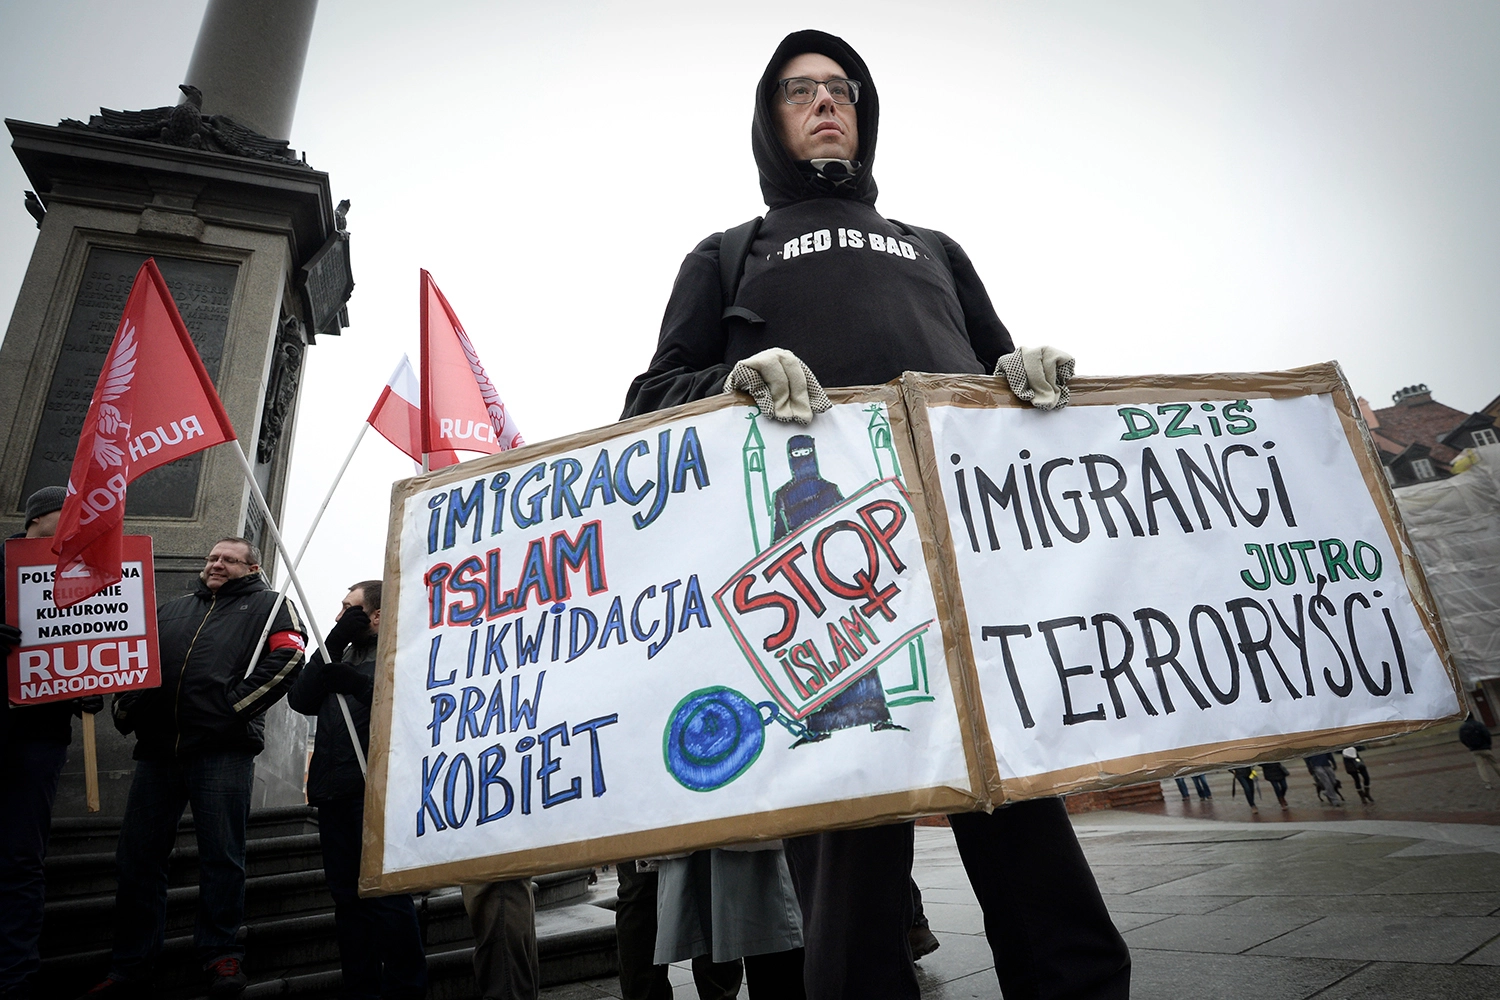 RED IS BAD
IMIGRACJA
ISLAM
LIKWIDACJA
PRAW
KOBIET
STOP
ISLAM
DZIŚ
IMIGRANCI
JUTRO
TERRORYŚCI
RUCH
RUCH
RELIGIJNIE
KULTUROWO
NARODOWO
RUCH
NARODOWY